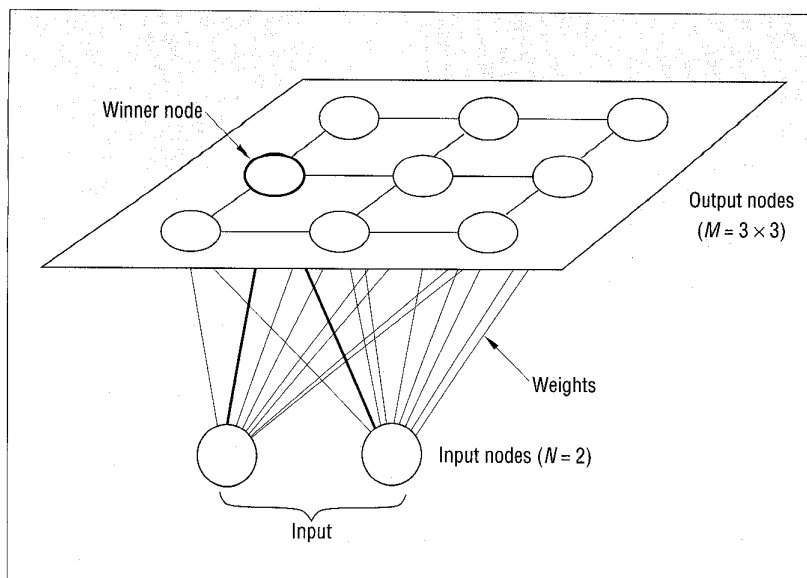 Winner node
Output nodes
(M = 3 × 3)
Weights
Input nodes (N = 2)
Input